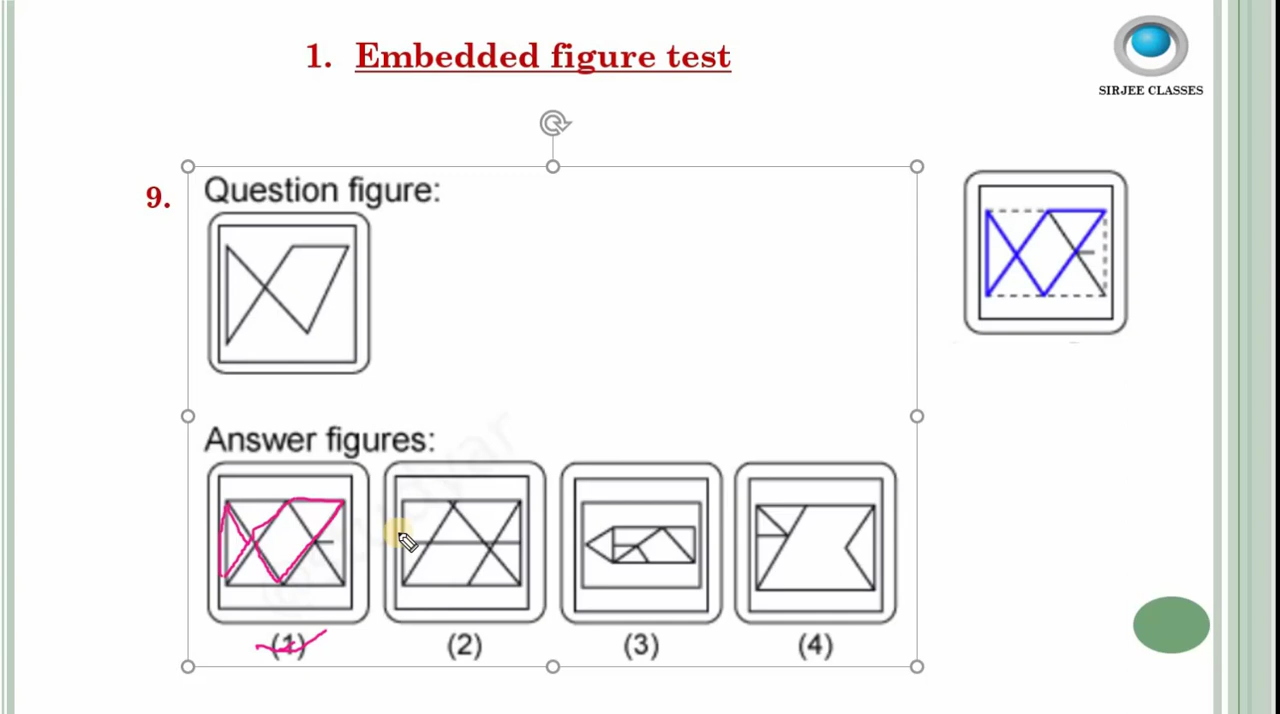 1. Embedded figure test
SIRJEE CLASSES
9.
Question figure:
Answer figures:
(1)
(2)
(3)
(4)